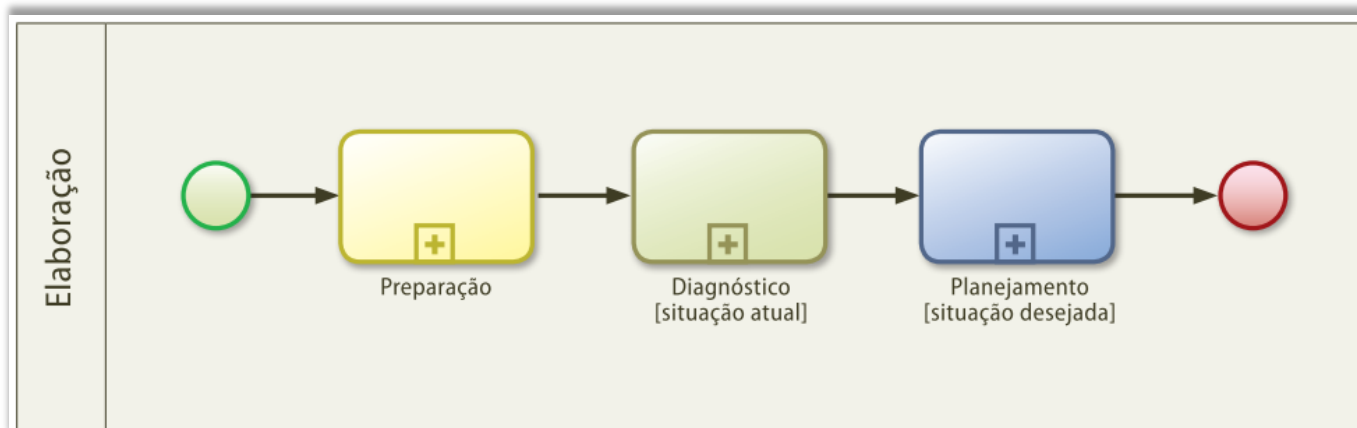 Elaboração
Preparação
Diagnóstico
[situação atual]
Planejamento
[situação desejada]